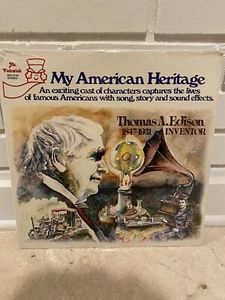 My American Heritage
An exciting cast of characters captures the lives
of famous Americans with song, story and sound effects.
Thomas A. Edison
1847-1931 INVENTOR